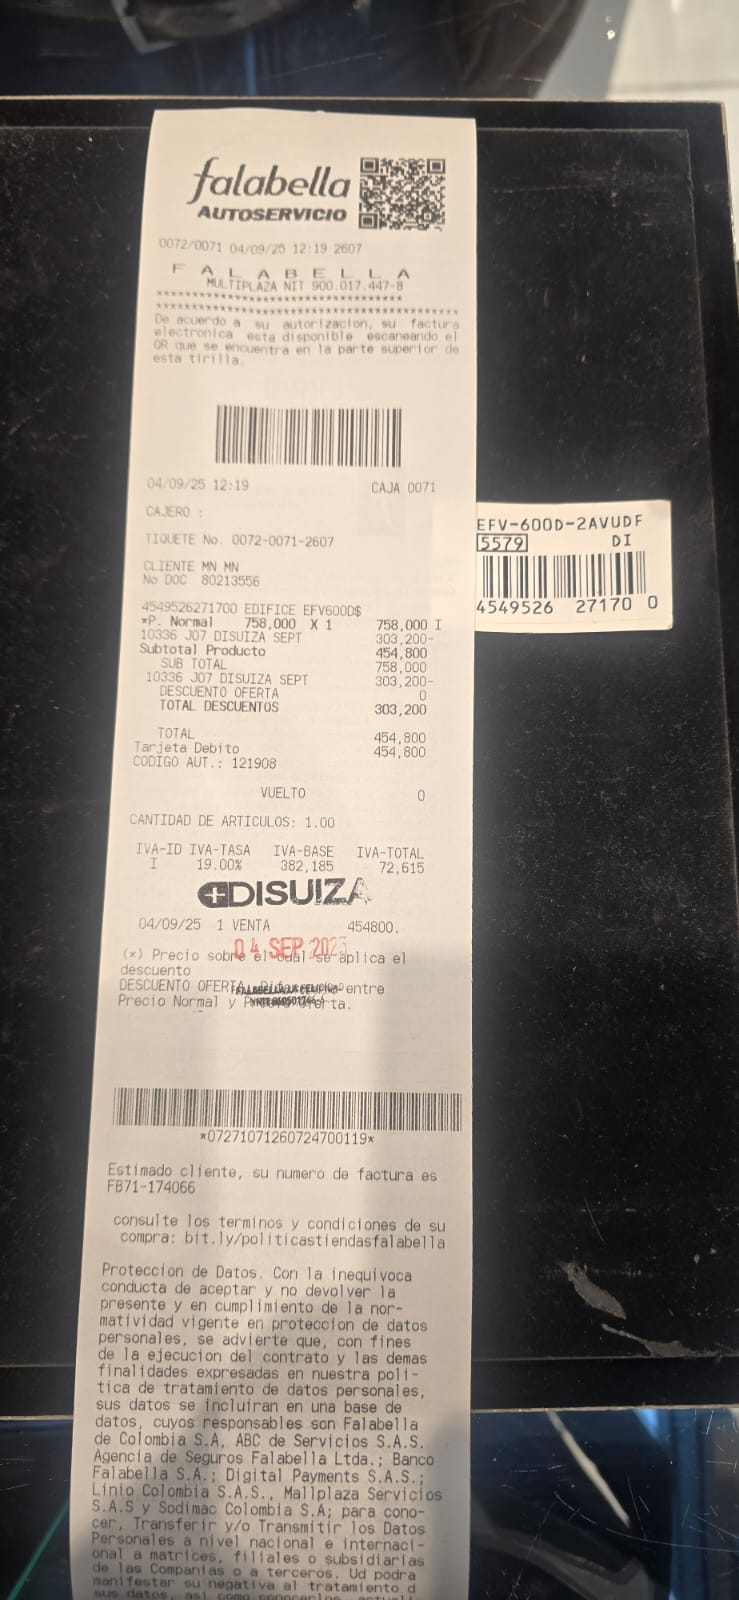 falabella
AUTOSERVICIO
0072/0071 04/09/25 12:19 2607
F A L A B E L L A
MULTIPLAZA NIT 900.017.447-8
****************************************
****************************************
De acuerdo a su autorizacion, su factura
electronica esta disponible escaneando el
QR que se encuentra en la parte superior de
esta tirilla.
04/09/25 12:19 CAJA 0071
CAJERO :
TIQUETE No. 0072-0071-2607
CLIENTE MN MN
No DOC 80213556
4549526271700 EDIFICE EFV600D$
*P. Normal 758,000 X 1 758,000 I
10336 J07 DISUIZA SEPT 303,200-
Subtotal Producto 454,800
SUB TOTAL 758,000
10336 J07 DISUIZA SEPT 303,200-
DESCUENTO OFERTA 0
TOTAL DESCUENTOS 303,200
TOTAL 454,800
Tarjeta Debito 454,800
CODIGO AUT.: 121908
VUELTO 0
CANTIDAD DE ARTICULOS: 1.00
IVA-ID IVA-TASA IVA-BASE IVA-TOTAL
I 19.00% 382,185 72,615
DISUIZA
04/09/25 1 VENTA 454800.
04 SEP 2025
(*) Precio sobre el cual se aplica el
descuento
DESCUENTO OFERTA entre
Precio Normal y Oferta.
*07271071260724700119*
Estimado cliente, su numero de factura es
FB71-174066
consulte los terminos y condiciones de su
compra: bit.ly/politicastiendasfalabella
Proteccion de Datos. Con la inequivoca
conducta de aceptar y no devolver la
presente y en cumplimiento de la nor-
matividad vigente en proteccion de datos
personales, se advierte que, con fines
de la ejecucion del contrato y las demas
finalidades expresadas en nuestra poli-
tica de tratamiento de datos personales,
sus datos se incluiran en una base de
datos, cuyos responsables son Falabella
de Colombia S.A, ABC de Servicios S.A.S.
Agencia de Seguros Falabella Ltda.; Banco
Falabella S.A.; Digital Payments S.A.S.;
Linio Colombia S.A.S., Mallplaza Servicios
S.A.S y Sodimac Colombia S.A; para cono-
cer, Transferir y/o Transmitir los Datos
Personales a nivel nacional e internaci-
onal a matrices, filiales o subsidiarias
de las Companias o a terceros. Ud podra
manifestar su negativa al tratamiento d
sus datos, asi como
EFV-600D-2AVUDF
5579 DI
4549526 27170 0